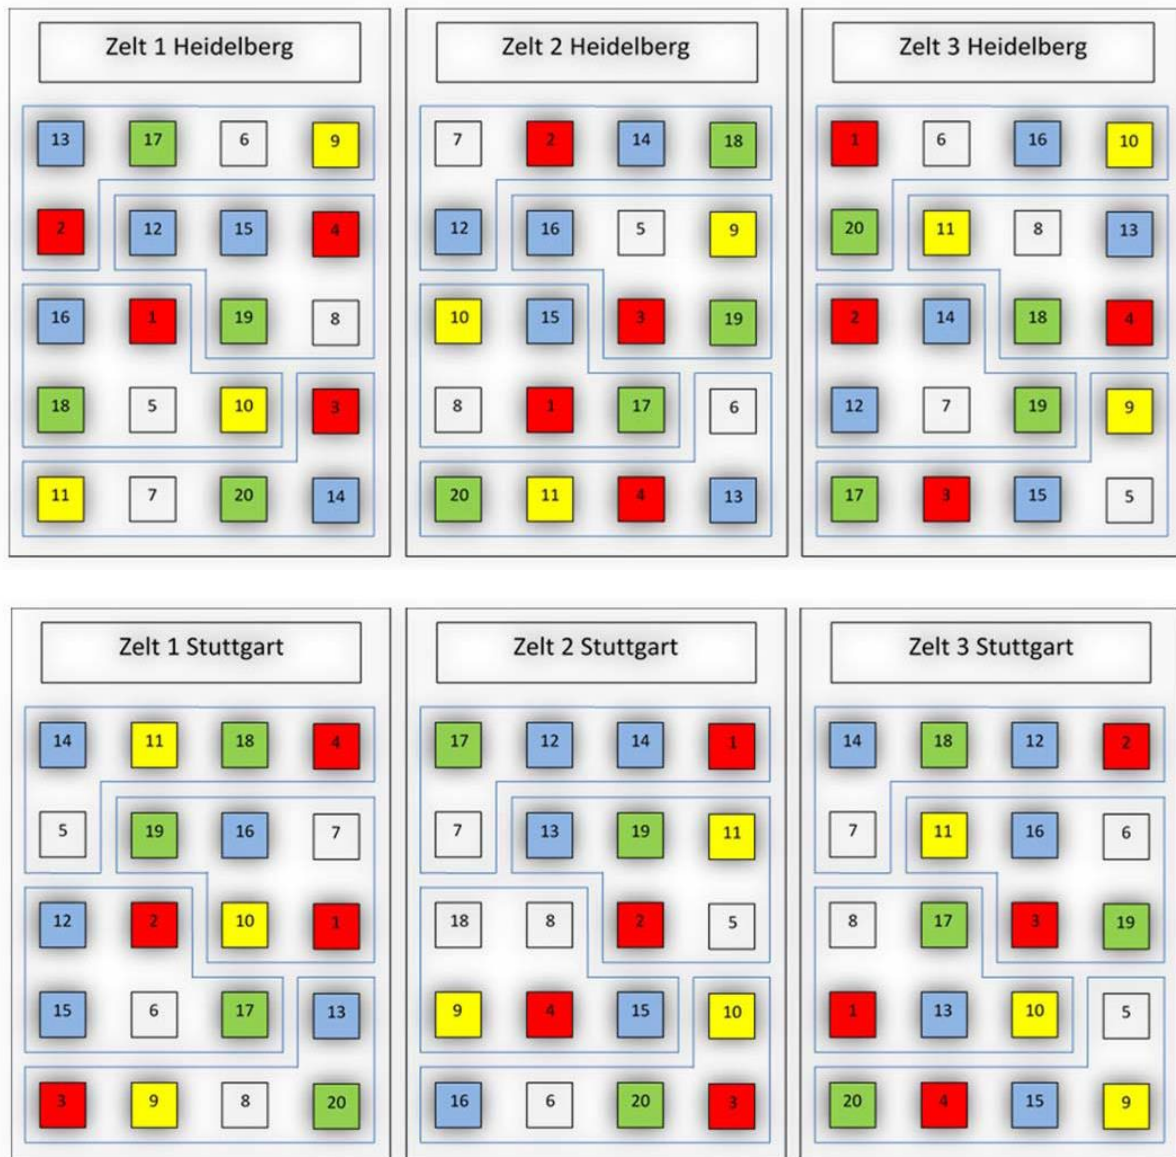 Zelt 1 Heidelberg
13 17 6 9
2 12 15 4
16 1 19 8
18 5 10 3
11 7 20 14
Zelt 2 Heidelberg
7 2 14 18
12 16 5 9
10 15 3 19
8 1 17 6
20 11 4 13
Zelt 3 Heidelberg
1 6 16 10
20 11 8 13
2 14 18 4
12 7 19 9
17 3 15 5
Zelt 1 Stuttgart
14 11 18 4
5 19 16 7
12 2 10 1
15 6 17 13
3 9 8 20
Zelt 2 Stuttgart
17 12 14 1
7 13 19 11
18 8 2 5
9 4 15 10
16 6 20 3
Zelt 3 Stuttgart
14 18 12 2
7 11 16 6
8 17 3 19
1 13 10 5
20 4 15 9